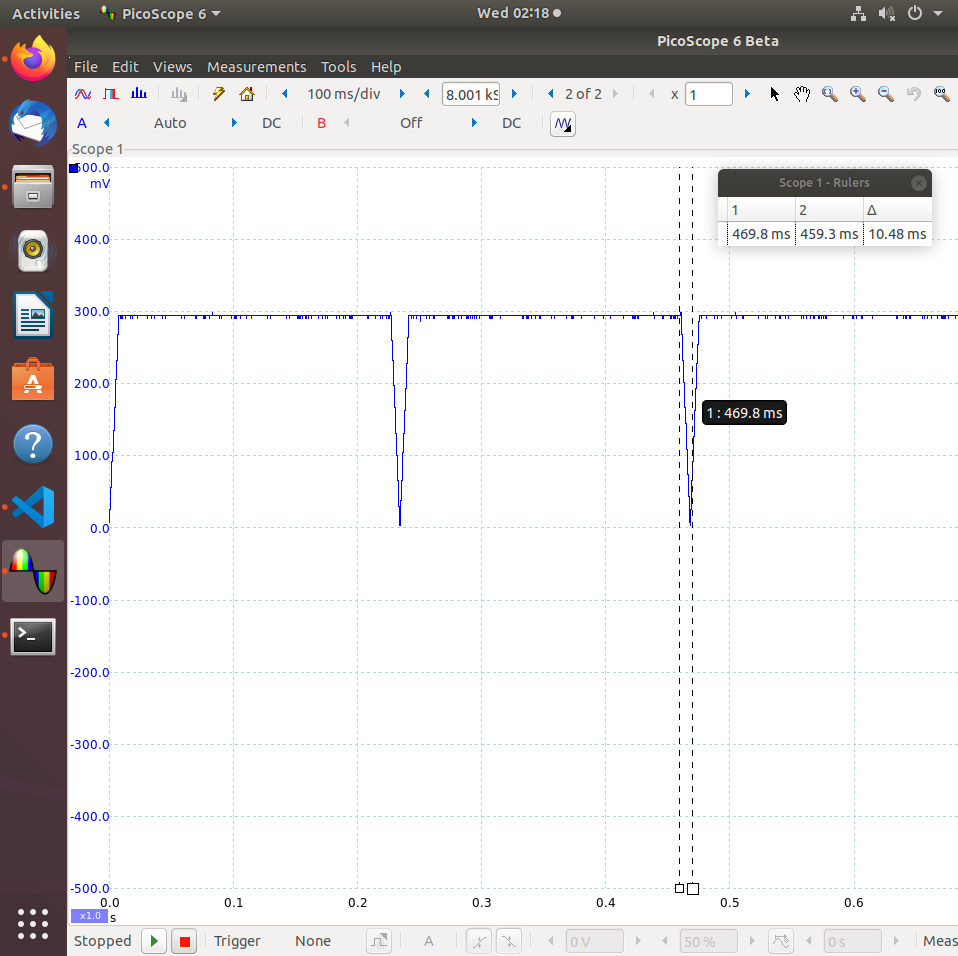 Activities PicoScope 6 Wed 02:18
PicoScope 6 Beta
File Edit Views Measurements Tools Help
100 ms/div 8.001 kS 2 of 2 x 1
A Auto DC B Off DC
Scope 1
500.0
mV
Scope 1 - Rulers
1 2 Δ
469.8 ms 459.3 ms 10.48 ms
400.0
300.0
200.0
1 : 469.8 ms
100.0
0.0
-100.0
-200.0
-300.0
-400.0
-500.0
0.0 0.1 0.2 0.3 0.4 0.5 0.6
x1.0 s
Stopped Trigger None A 0 V 50 % 0 s Meas